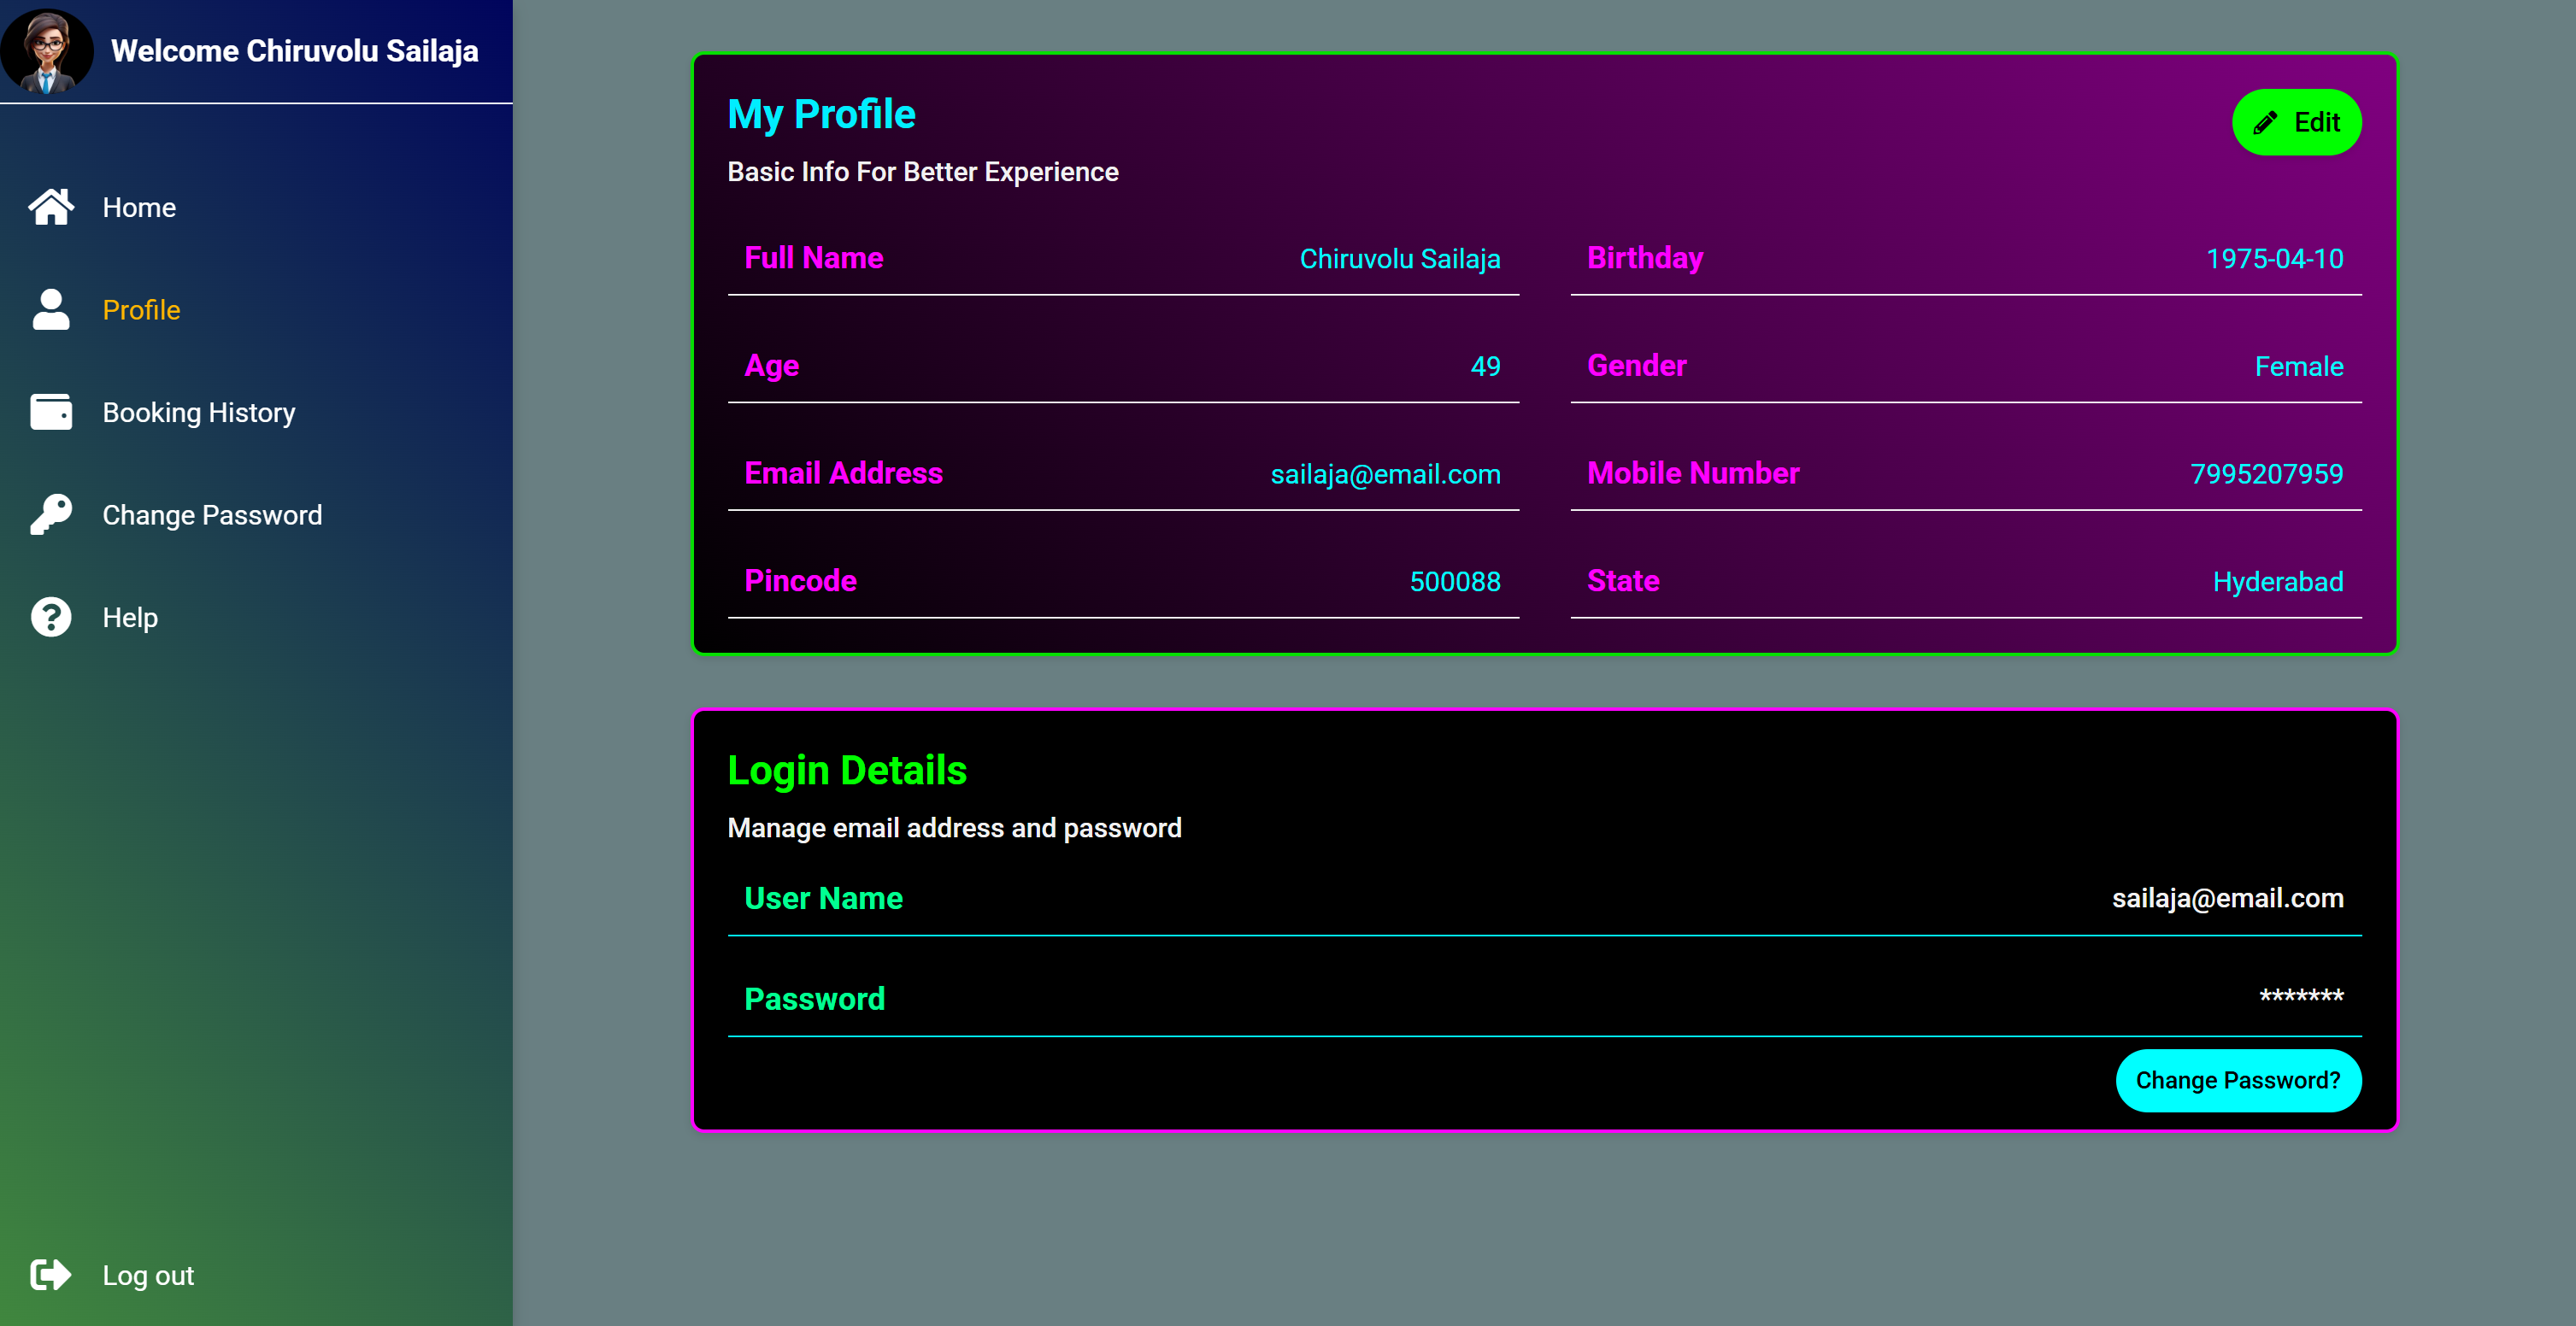 Welcome Chiruvolu Sailaja
Home
Profile
Booking History
Change Password
Help
Log out
My Profile
Edit
Basic Info For Better Experience
Full Name Chiruvolu Sailaja
Birthday 1975-04-10
Age 49
Gender Female
Email Address sailaja@email.com
Mobile Number 7995207959
Pincode 500088
State Hyderabad
Login Details
Manage email address and password
User Name sailaja@email.com
Password *******
Change Password?